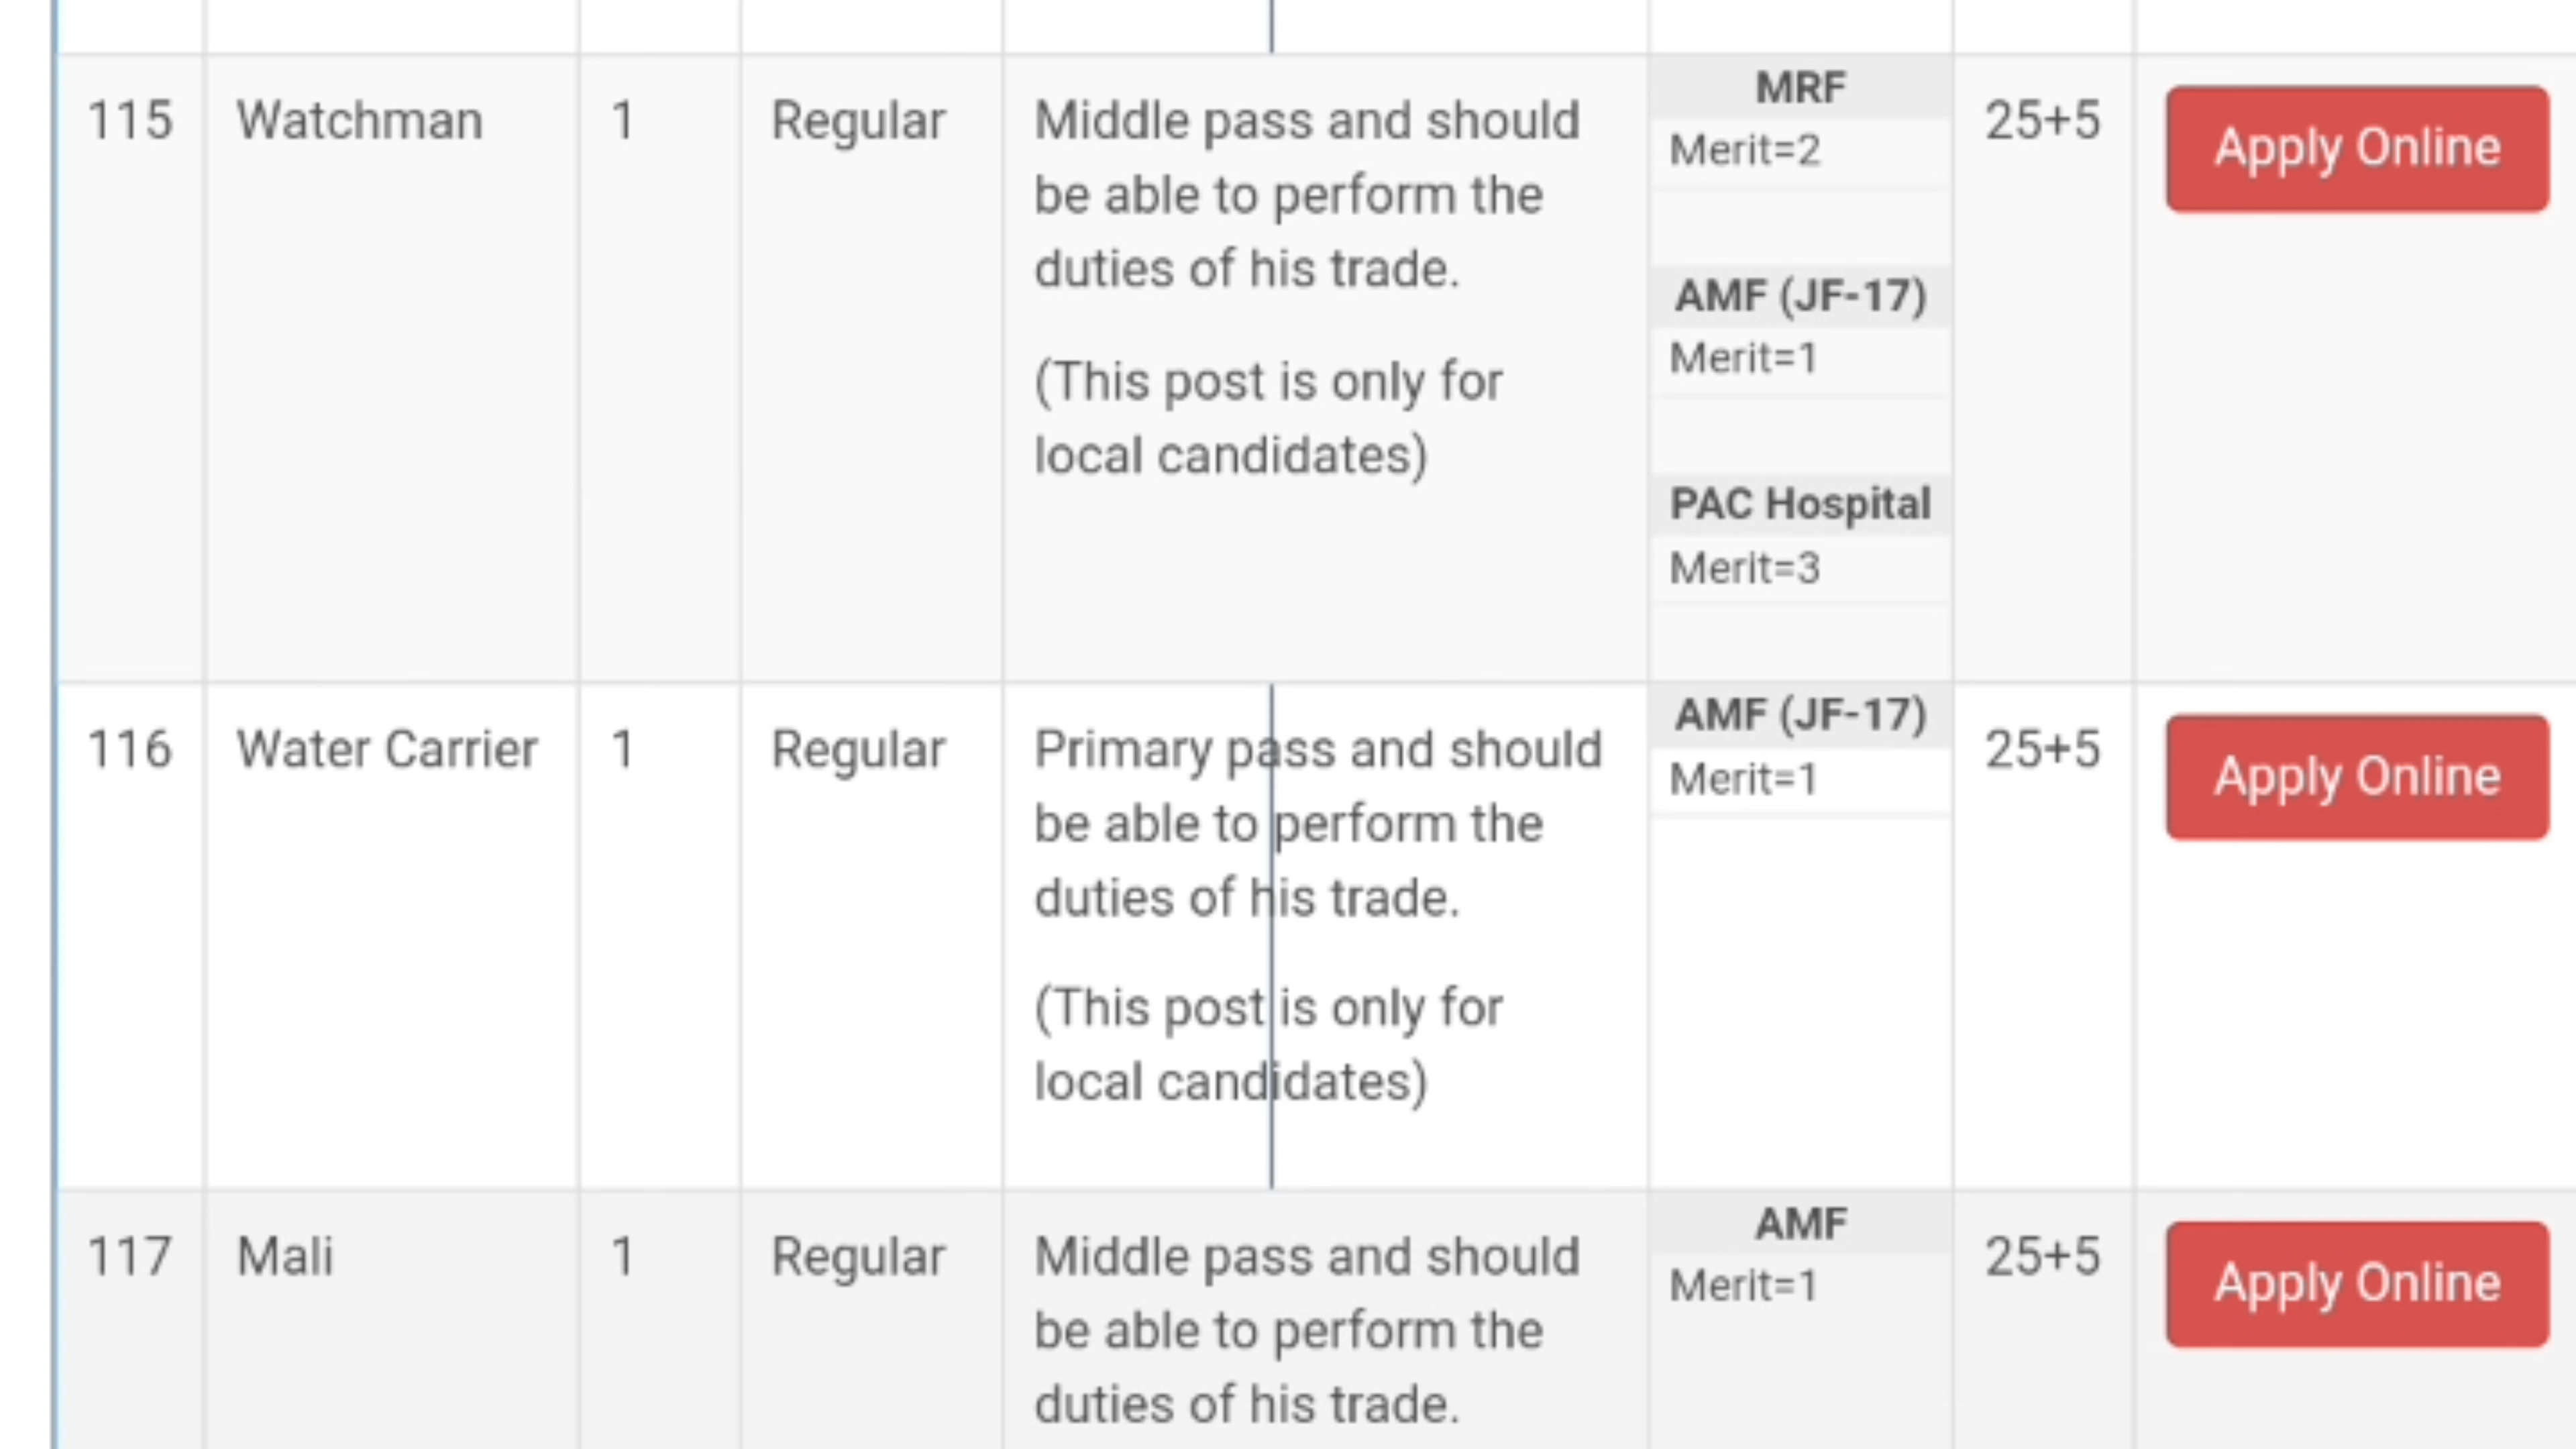 115 Watchman 1 Regular Middle pass and should
be able to perform the
duties of his trade.
(This post is only for
local candidates)
MRF
Merit=2
AMF (JF-17)
Merit=1
PAC Hospital
Merit=3
25+5
Apply Online
116 Water Carrier 1 Regular Primary pass and should
be able to perform the
duties of his trade.
(This post is only for
local candidates)
AMF (JF-17)
Merit=1
25+5
Apply Online
117 Mali 1 Regular Middle pass and should
be able to perform the
duties of his trade.
AMF
Merit=1
25+5
Apply Online